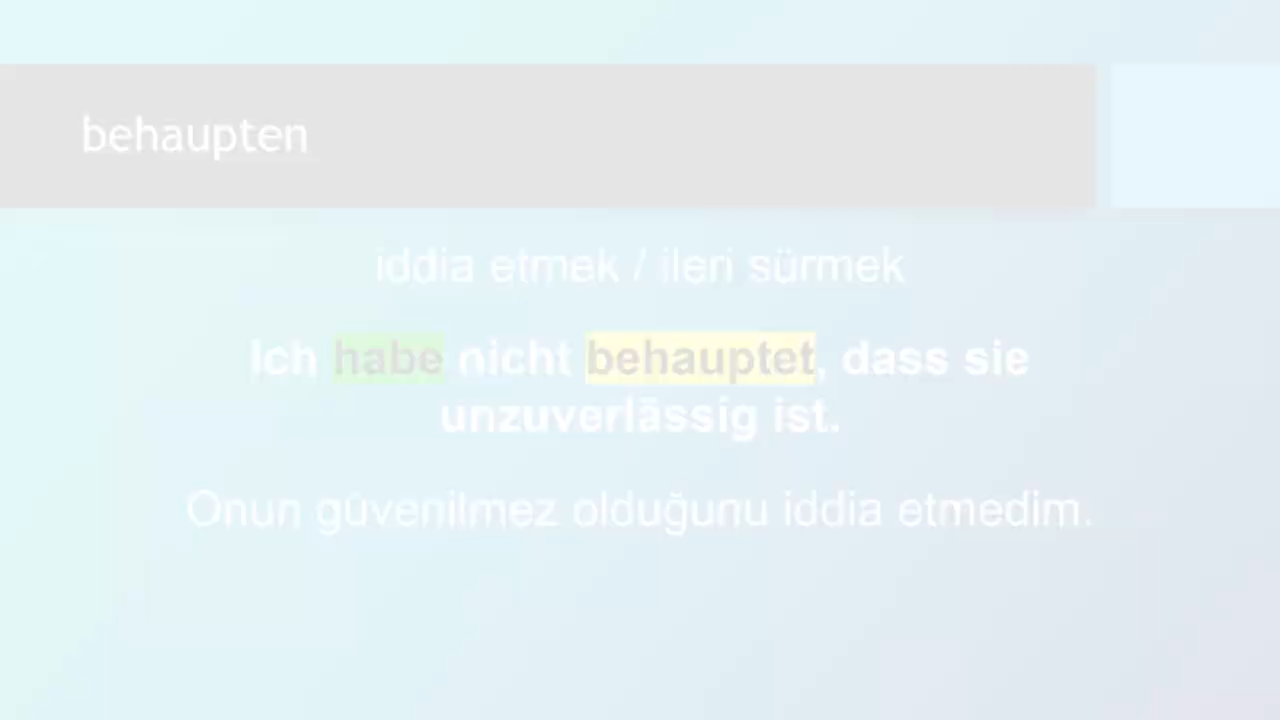 behaupten
iddia etmek / ileri sürmek
Ich habe nicht behauptet, dass sie
unzuverlässig ist.
Onun güvenilmez olduğunu iddia etmedim.